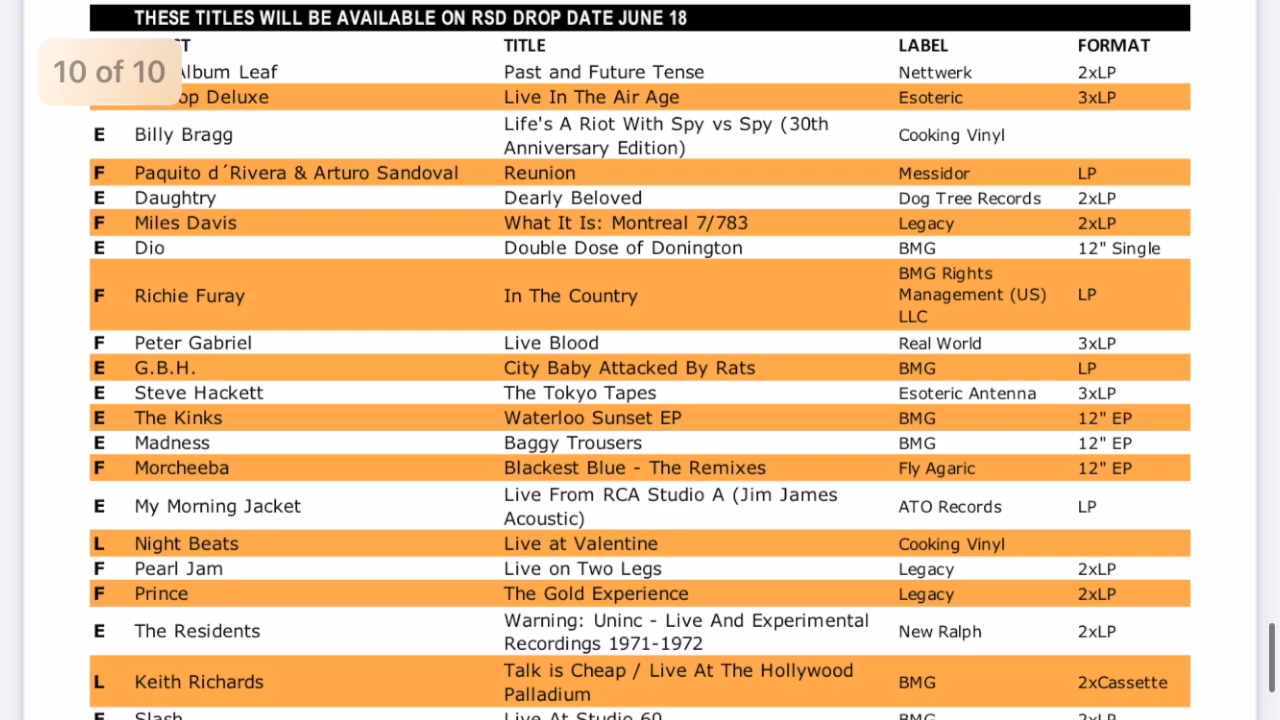 THESE TITLES WILL BE AVAILABLE ON RSD DROP DATE JUNE 18
TITLE LABEL FORMAT
10 of 10
Album Leaf Past and Future Tense Nettwerk 2xLP
Deluxe Live In The Air Age Esoteric 3xLP
E Billy Bragg Life's A Riot With Spy vs Spy (30th Anniversary Edition) Cooking Vinyl
F Paquito d´Rivera & Arturo Sandoval Reunion Messidor LP
E Daughtry Dearly Beloved Dog Tree Records 2xLP
F Miles Davis What It Is: Montreal 7/783 Legacy 2xLP
E Dio Double Dose of Donington BMG 12" Single
F Richie Furay In The Country BMG Rights Management (US) LLC LP
F Peter Gabriel Live Blood Real World 3xLP
E G.B.H. City Baby Attacked By Rats BMG LP
E Steve Hackett The Tokyo Tapes Esoteric Antenna 3xLP
E The Kinks Waterloo Sunset EP BMG 12" EP
E Madness Baggy Trousers BMG 12" EP
F Morcheeba Blackest Blue - The Remixes Fly Agaric 12" EP
E My Morning Jacket Live From RCA Studio A (Jim James Acoustic) ATO Records LP
L Night Beats Live at Valentine Cooking Vinyl
F Pearl Jam Live on Two Legs Legacy 2xLP
F Prince The Gold Experience Legacy 2xLP
E The Residents Warning: Uninc - Live And Experimental Recordings 1971-1972 New Ralph 2xLP
L Keith Richards Talk is Cheap / Live At The Hollywood Palladium BMG 2xCassette
Slash Live At Studio 60 BMG 2xLP